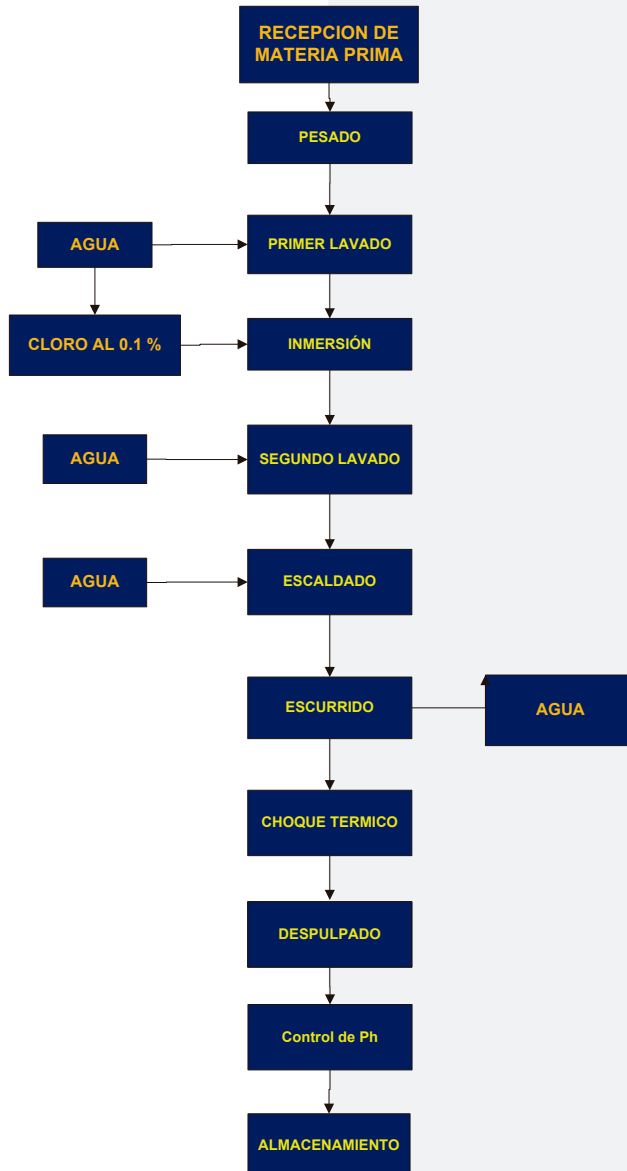 RECEPCION DE
MATERIA PRIMA
PESADO
AGUA
PRIMER LAVADO
CLORO AL 0.1 %
INMERSIÓN
AGUA
SEGUNDO LAVADO
AGUA
ESCALDADO
ESCURRIDO
AGUA
CHOQUE TERMICO
DESPULPADO
Control de Ph
ALMACENAMIENTO